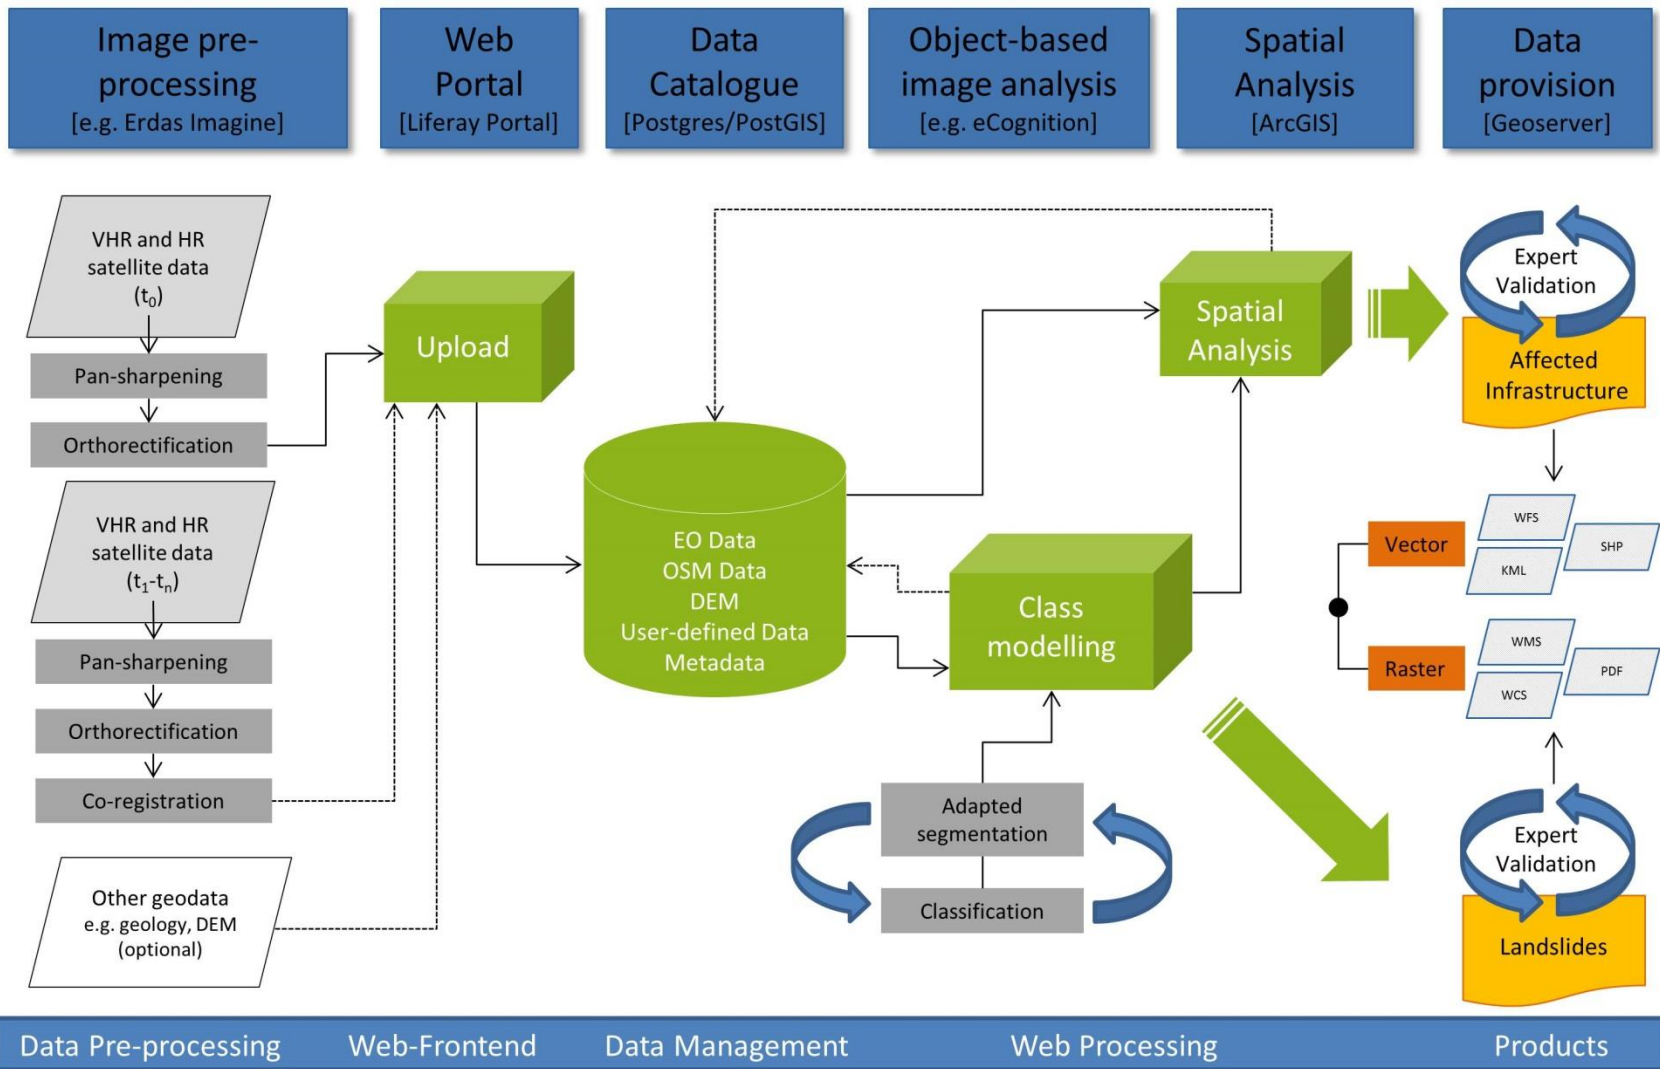 Image pre-
processing
[e.g. Erdas Imagine]
Web
Portal
[Liferay Portal]
Data
Catalogue
[Postgres/PostGIS]
Object-based
image analysis
[e.g. eCognition]
Spatial
Analysis
[ArcGIS]
Data
provision
[Geoserver]
VHR and HR
satellite data
(t0)
Pan-sharpening
Orthorectification
VHR and HR
satellite data
(t1-tn)
Pan-sharpening
Orthorectification
Co-registration
Other geodata
e.g. geology, DEM
(optional)
Upload
EO Data
OSM Data
DEM
User-defined Data
Metadata
Class
modelling
Adapted
segmentation
Classification
Spatial
Analysis
Expert
Validation
Affected
Infrastructure
Vector
WFS
SHP
KML
Raster
WMS
PDF
WCS
Expert
Validation
Landslides
Data Pre-processing
Web-Frontend
Data Management
Web Processing
Products